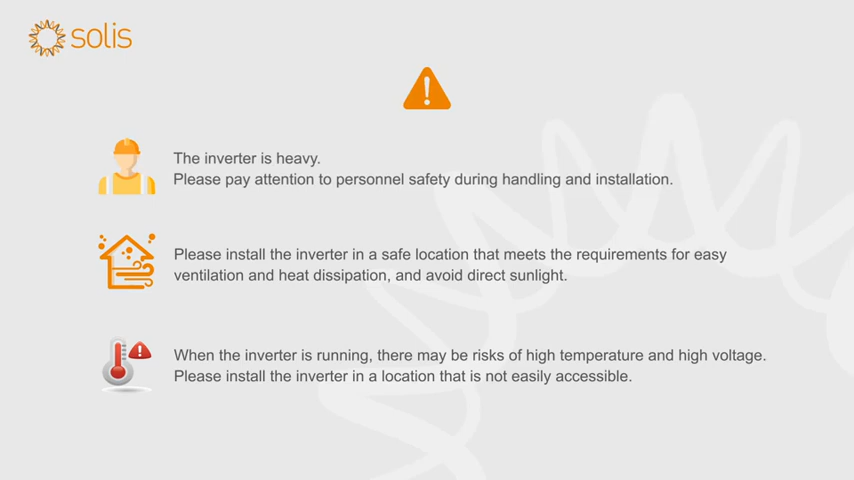 solis
The inverter is heavy.
Please pay attention to personnel safety during handling and installation.
Please install the inverter in a safe location that meets the requirements for easy
ventilation and heat dissipation, and avoid direct sunlight.
When the inverter is running, there may be risks of high temperature and high voltage.
Please install the inverter in a location that is not easily accessible.